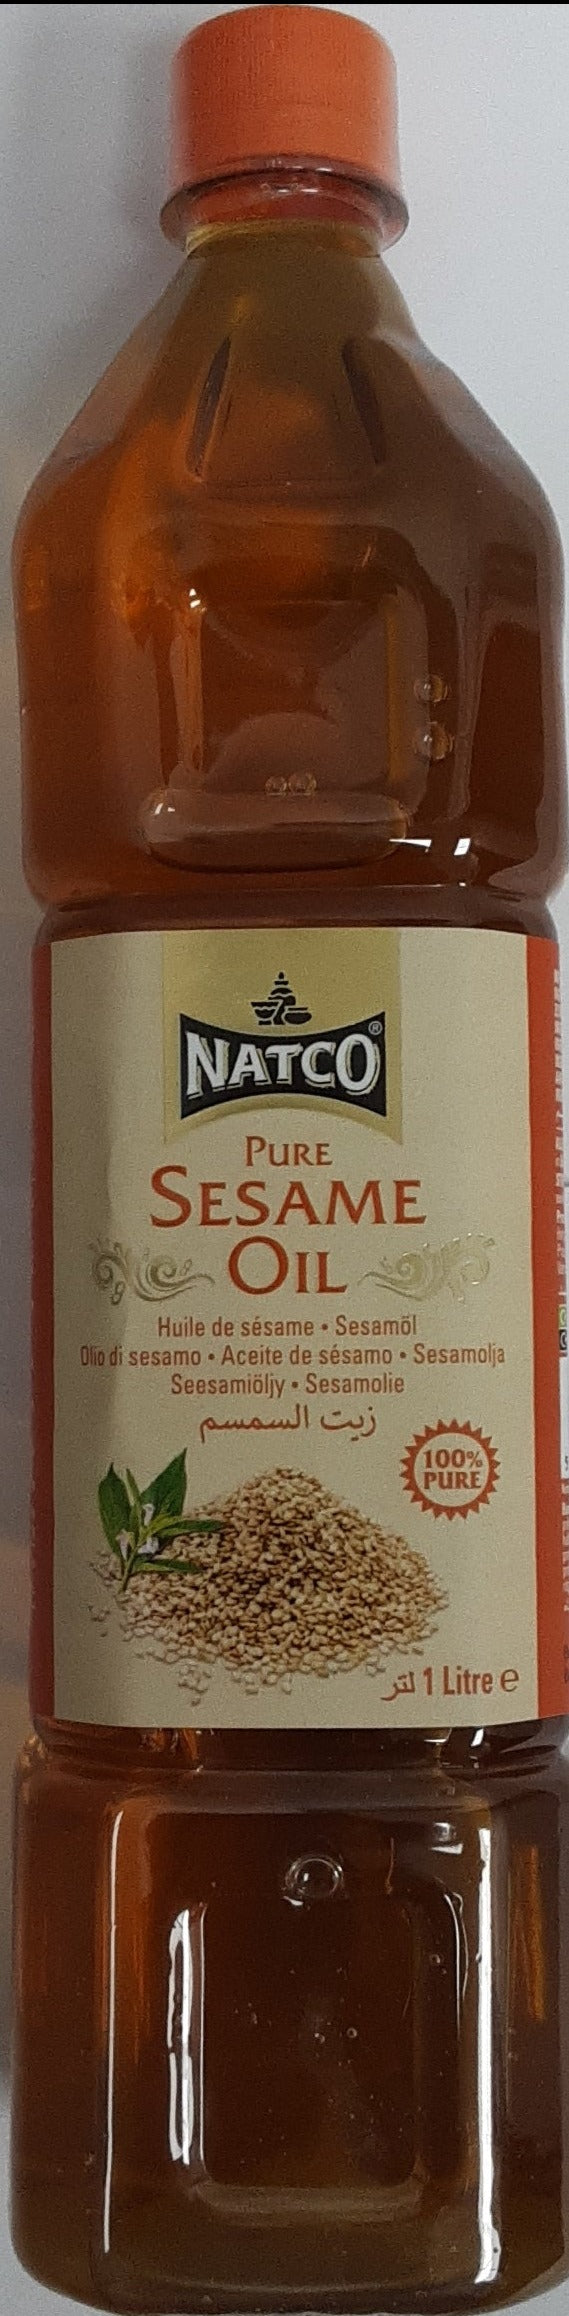 NATCO®
PURE
SESAME
OIL
Huile de sésame • Sesamöl
Olio di sesamo • Aceite de sésamo • Sesamolja
Seesamiöljy • Sesamolie
زيت السمسم
100%
PURE
لتر 1 Litre ℮